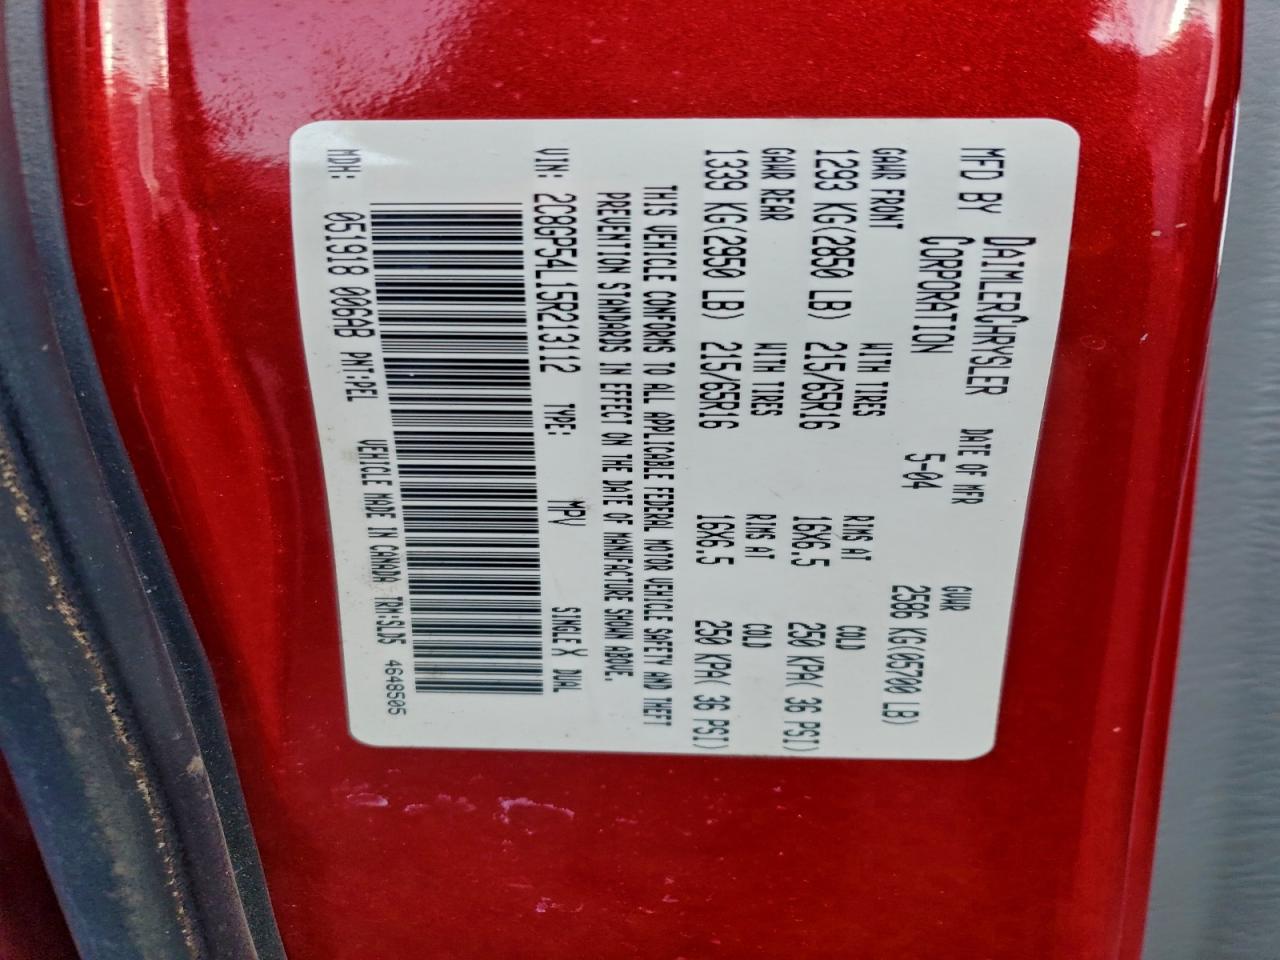 MFD BY DAIMLERCHRYSLER CORPORATION
DATE OF MFR 5-04
GVWR 2586 KG(05700 LB)
GAWR FRONT WITH TIRES RIMS AT COLD
1293 KG(2850 LB) 215/65R16 16X6.5 250 KPA( 36 PSI)
GAWR REAR WITH TIRES RIMS AT COLD
1339 KG(2950 LB) 215/65R16 16X6.5 250 KPA( 36 PSI)
THIS VEHICLE CONFORMS TO ALL APPLICABLE FEDERAL MOTOR VEHICLE SAFETY AND THEFT
PREVENTION STANDARDS IN EFFECT ON THE DATE OF MANUFACTURE SHOWN ABOVE.
VIN: 2C8GP54L15R213112 TYPE: MPV SINGLE X DUAL
MDH: 051918 006AB PNT:PEL VEHICLE MADE IN CANADA TRM:SLD5 4648505